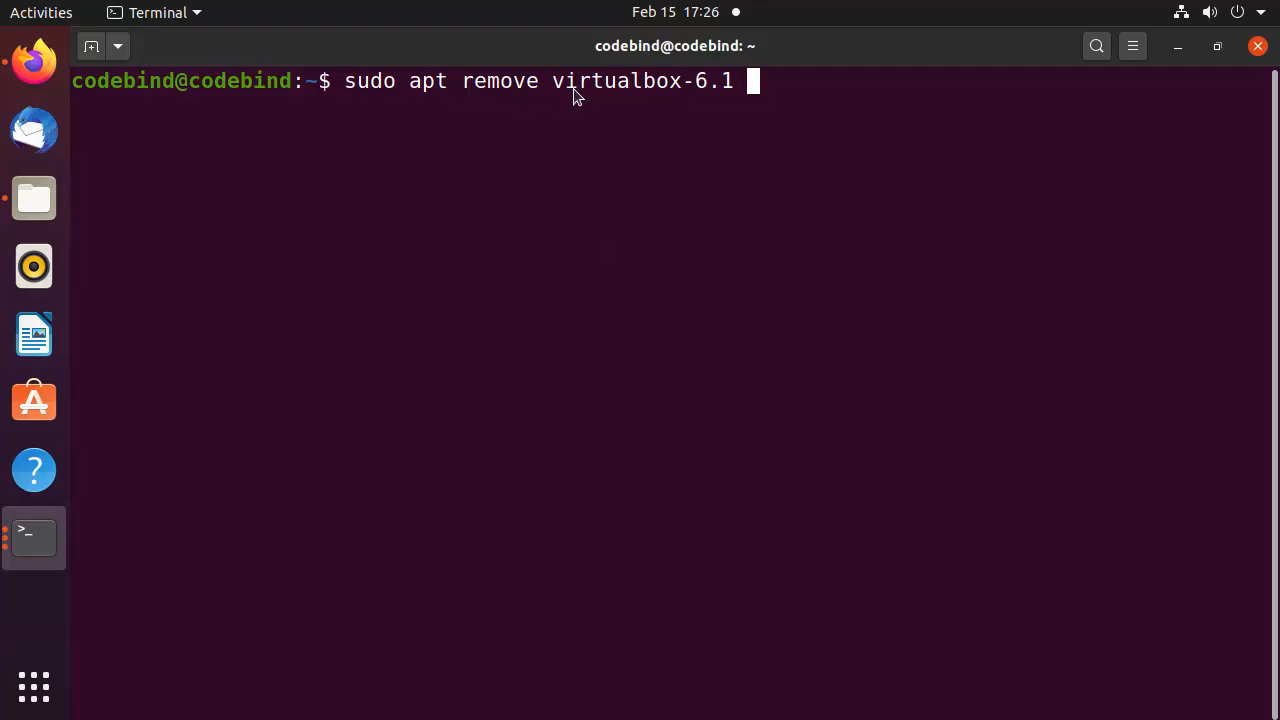 Activities
Terminal
Feb 15 17:26
codebind@codebind: ~
codebind@codebind:~$ sudo apt remove virtualbox-6.1